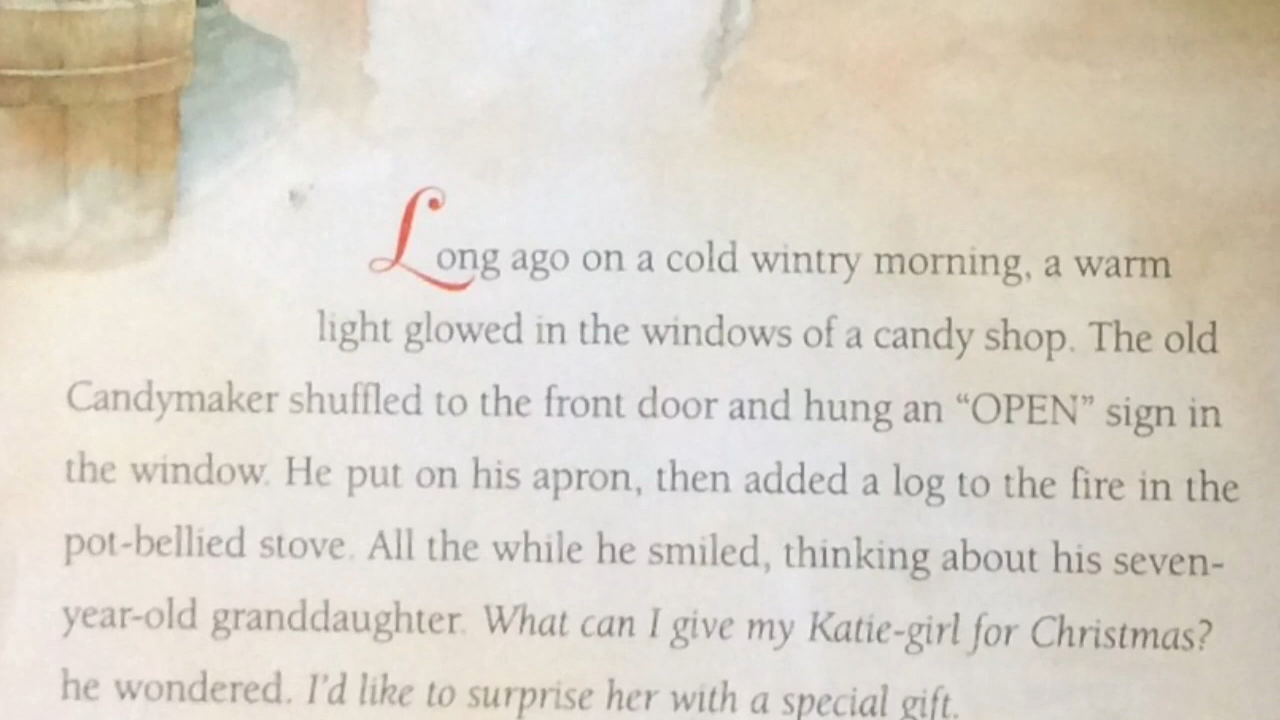 Long ago on a cold wintry morning, a warm
light glowed in the windows of a candy shop. The old
Candymaker shuffled to the front door and hung an “OPEN” sign in
the window. He put on his apron, then added a log to the fire in the
pot-bellied stove. All the while he smiled, thinking about his seven-
year-old granddaughter. What can I give my Katie-girl for Christmas?
he wondered. I’d like to surprise her with a special gift.